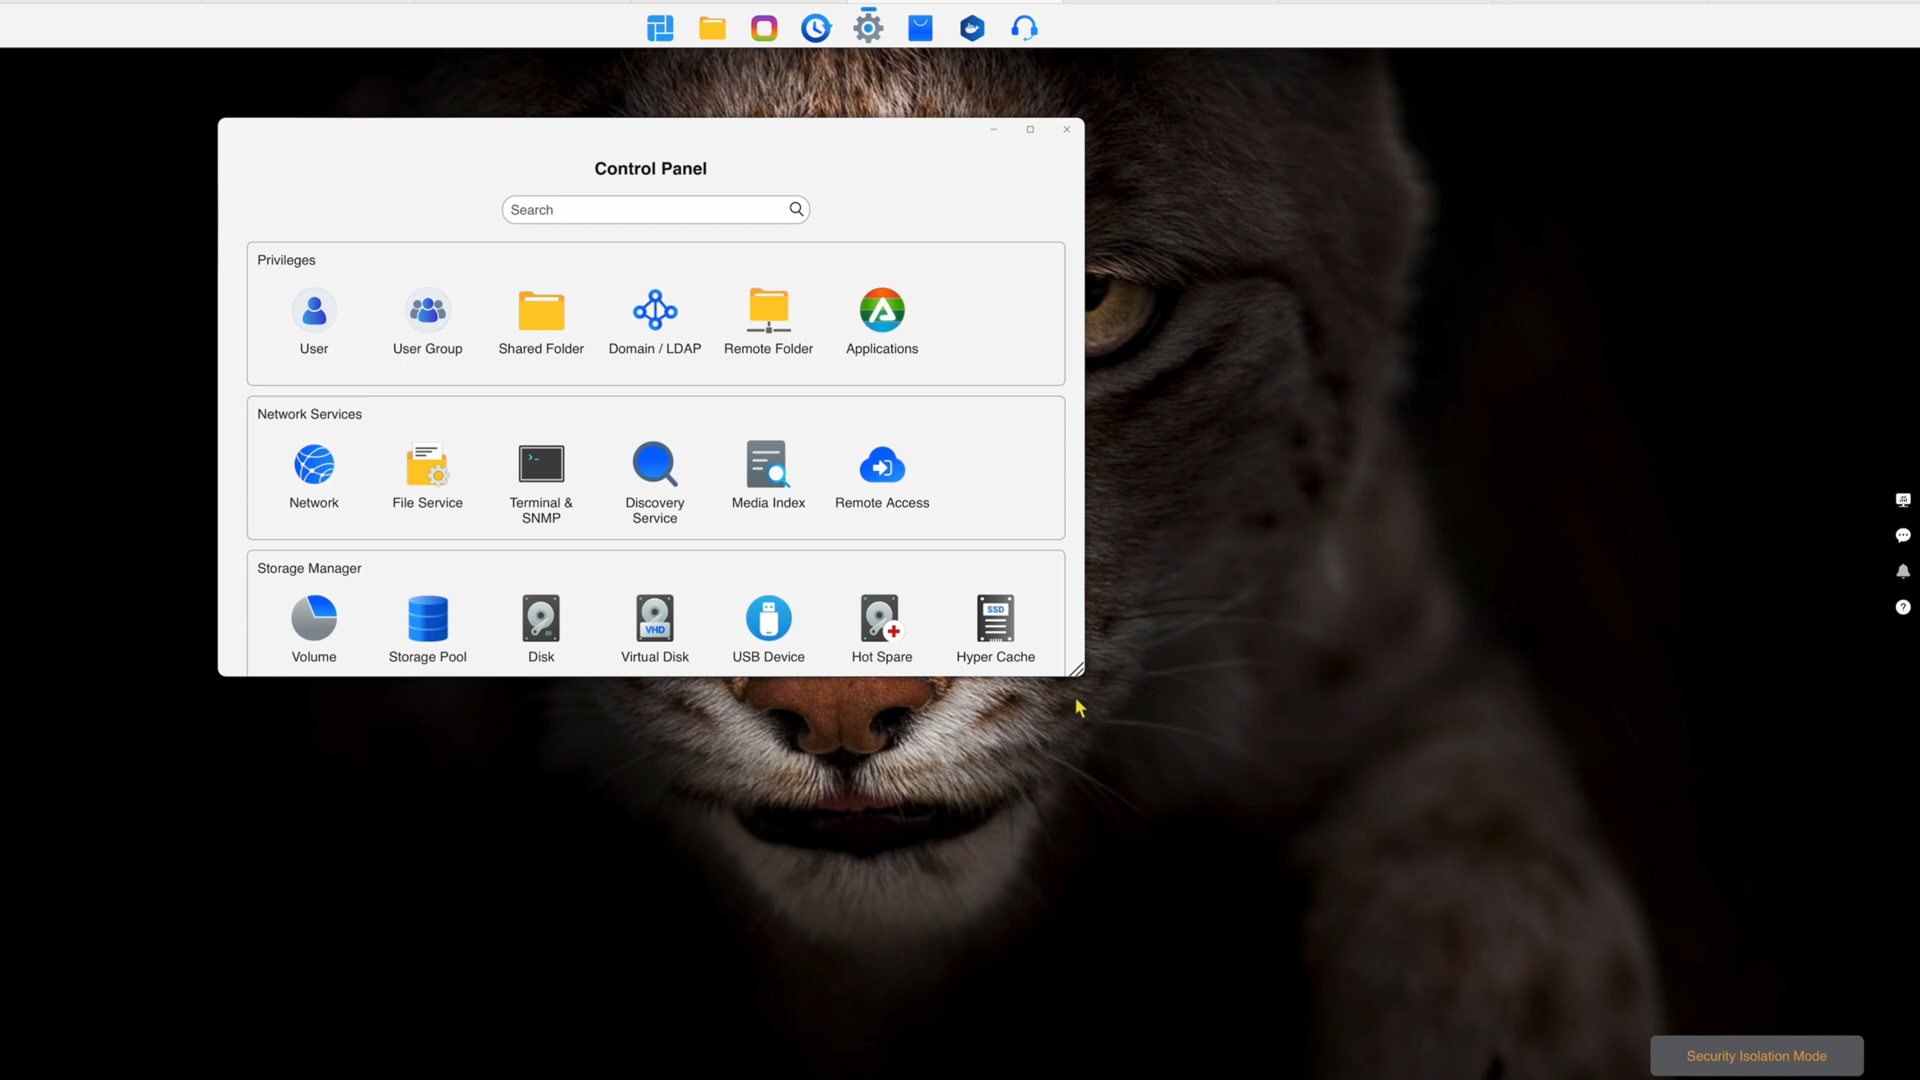 Control Panel
Search
Privileges
User
User Group
Shared Folder
Domain / LDAP
Remote Folder
Applications
Network Services
Network
File Service
Terminal &
SNMP
Discovery
Service
Media Index
Remote Access
Storage Manager
VHD
SSD
Volume
Storage Pool
Disk
Virtual Disk
USB Device
Hot Spare
Hyper Cache
Security Isolation Mode